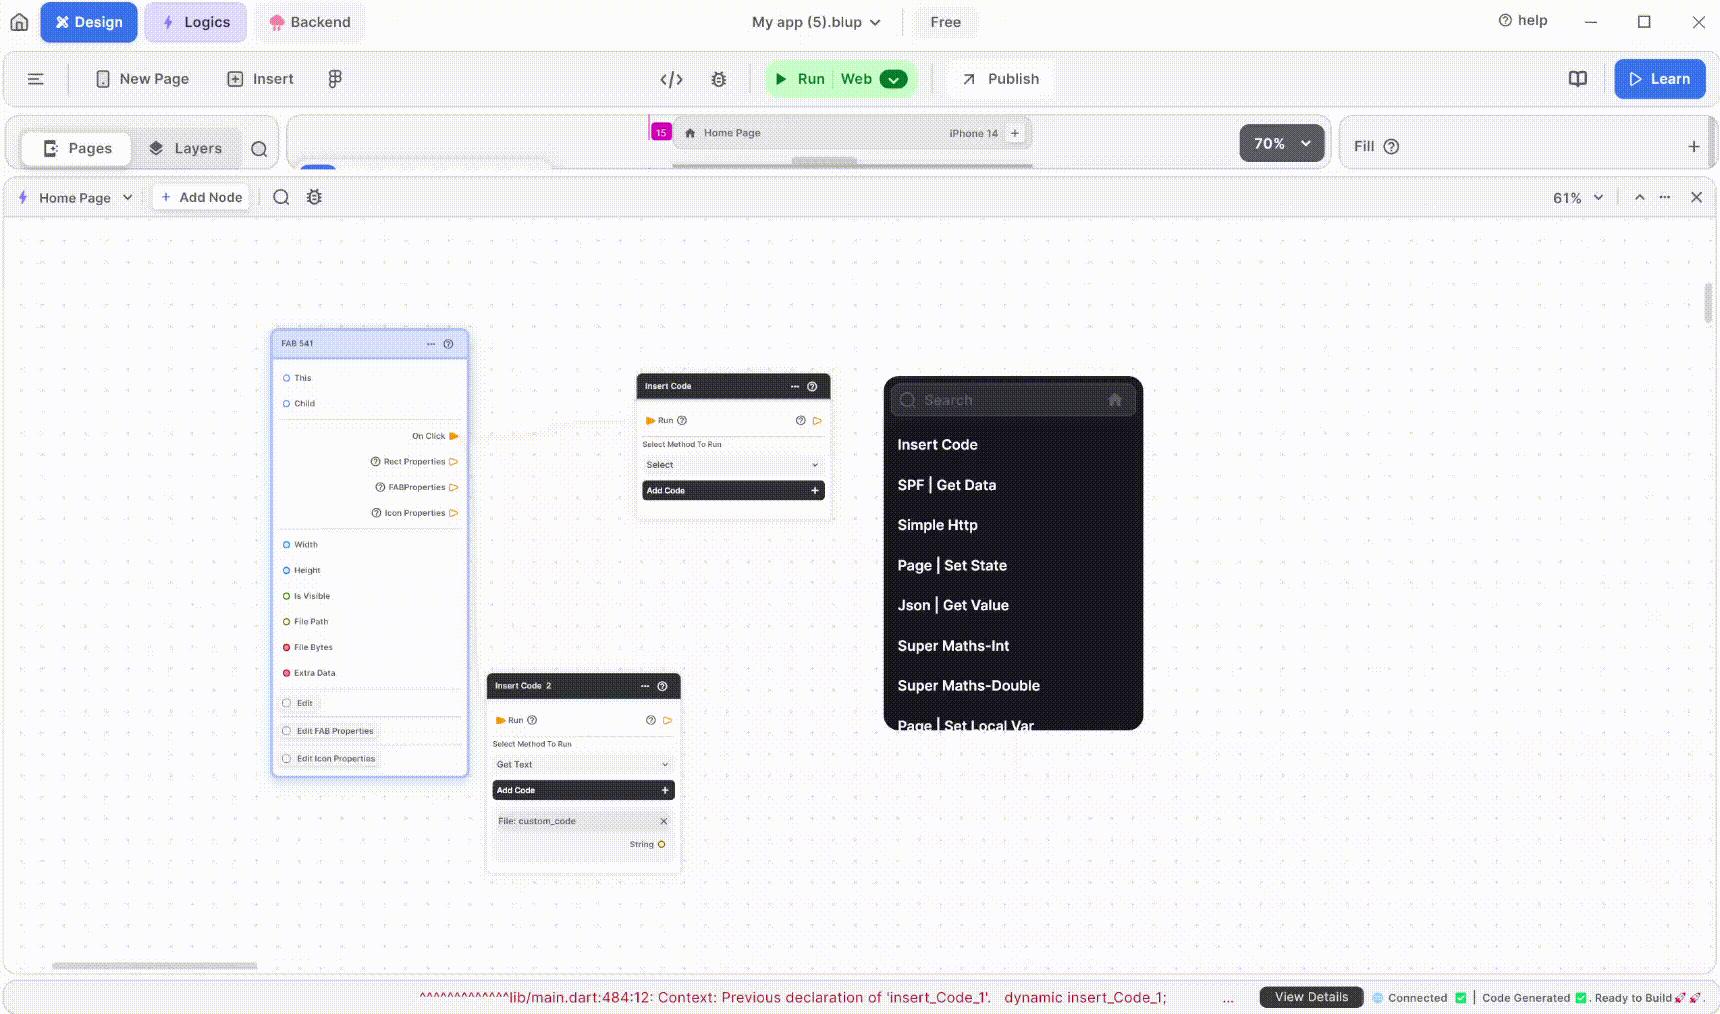 Design Logics Backend My app (5).blup Free help
New Page Insert Run Web Publish Learn
Pages Layers 15 Home Page iPhone 14 + 70% Fill
Home Page + Add Node 61%
FAB 541
This
Child
On Click
Rect Properties
FABProperties
Icon Properties
Width
Height
Is Visible
File Path
File Bytes
Extra Data
Edit
Edit FAB Properties
Edit Icon Properties
Insert Code
Run
Select Method To Run
Select
Add Code +
Insert Code 2
Run
Select Method To Run
Get Text
Add Code +
File: custom_code
String
Search
Insert Code
SPF | Get Data
Simple Http
Page | Set State
Json | Get Value
Super Maths-Int
Super Maths-Double
Page | Set Local Var
^^^^^^^^^^^^^lib/main.dart:484:12: Context: Previous declaration of 'insert_Code_1'. dynamic insert_Code_1; ... View Details Connected ✅ | Code Generated ✅. Ready to Build🚀🚀.